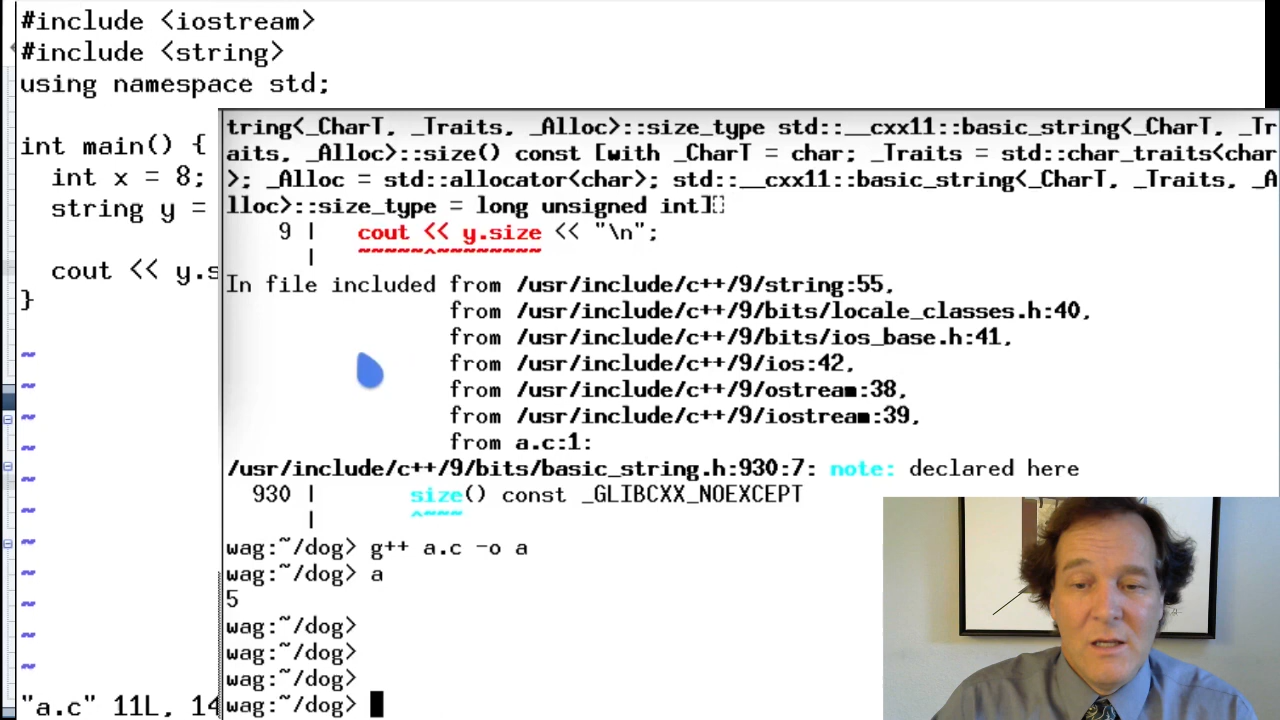 #include <iostream>
#include <string>
using namespace std;
int main() {
int x = 8;
string y =
cout << y.s
}
~
~
~
~
~
~
~
~
~
~
~
"a.c" 11L, 14
tring<_CharT, _Traits, _Alloc>::size_type std::__cxx11::basic_string<_CharT, _Tr
aits, _Alloc>::size() const [with _CharT = char; _Traits = std::char_traits<char
>; _Alloc = std::allocator<char>; std::__cxx11::basic_string<_CharT, _Traits, _A
lloc>::size_type = long unsigned int]
9 | cout << y.size << "\n";
| ~~~~~^~~~~~~~~
In file included from /usr/include/c++/9/string:55,
from /usr/include/c++/9/bits/locale_classes.h:40,
from /usr/include/c++/9/bits/ios_base.h:41,
from /usr/include/c++/9/ios:42,
from /usr/include/c++/9/ostream:38,
from /usr/include/c++/9/iostream:39,
from a.c:1:
/usr/include/c++/9/bits/basic_string.h:930:7: note: declared here
930 | size() const _GLIBCXX_NOEXCEPT
| ^~~~
wag:~/dog> g++ a.c -o a
wag:~/dog> a
5
wag:~/dog>
wag:~/dog>
wag:~/dog>
wag:~/dog>